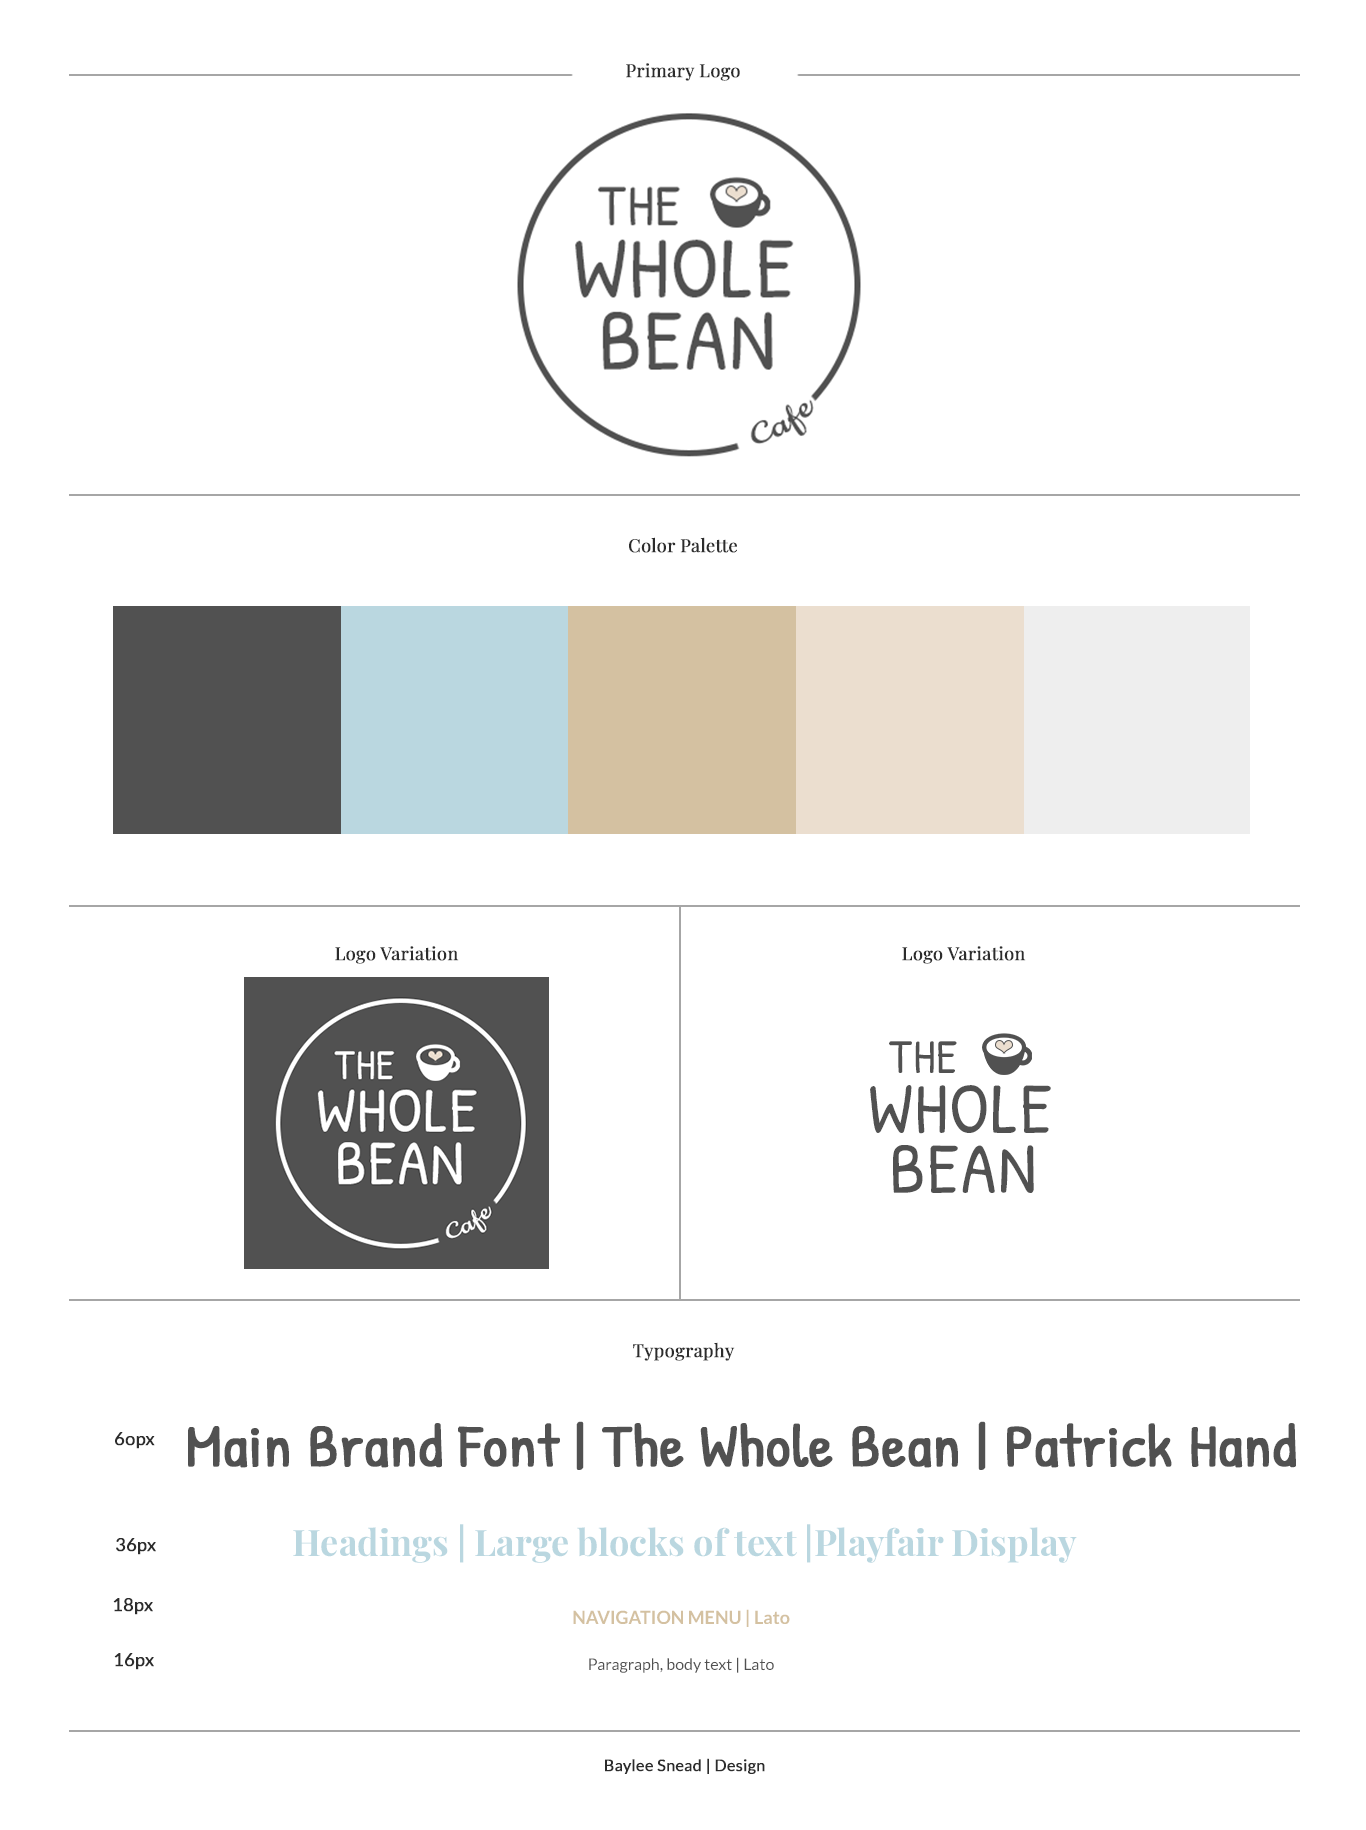 Primary Logo
THE
WHOLE
BEAN
Cafe
Color Palette
Logo Variation
THE
WHOLE
BEAN
Cafe
Logo Variation
THE
WHOLE
BEAN
Typography
60px Main Brand Font | The Whole Bean | Patrick Hand
36px Headings | Large blocks of text |Playfair Display
18px NAVIGATION MENU | Lato
16px Paragraph, body text | Lato
Baylee Snead | Design